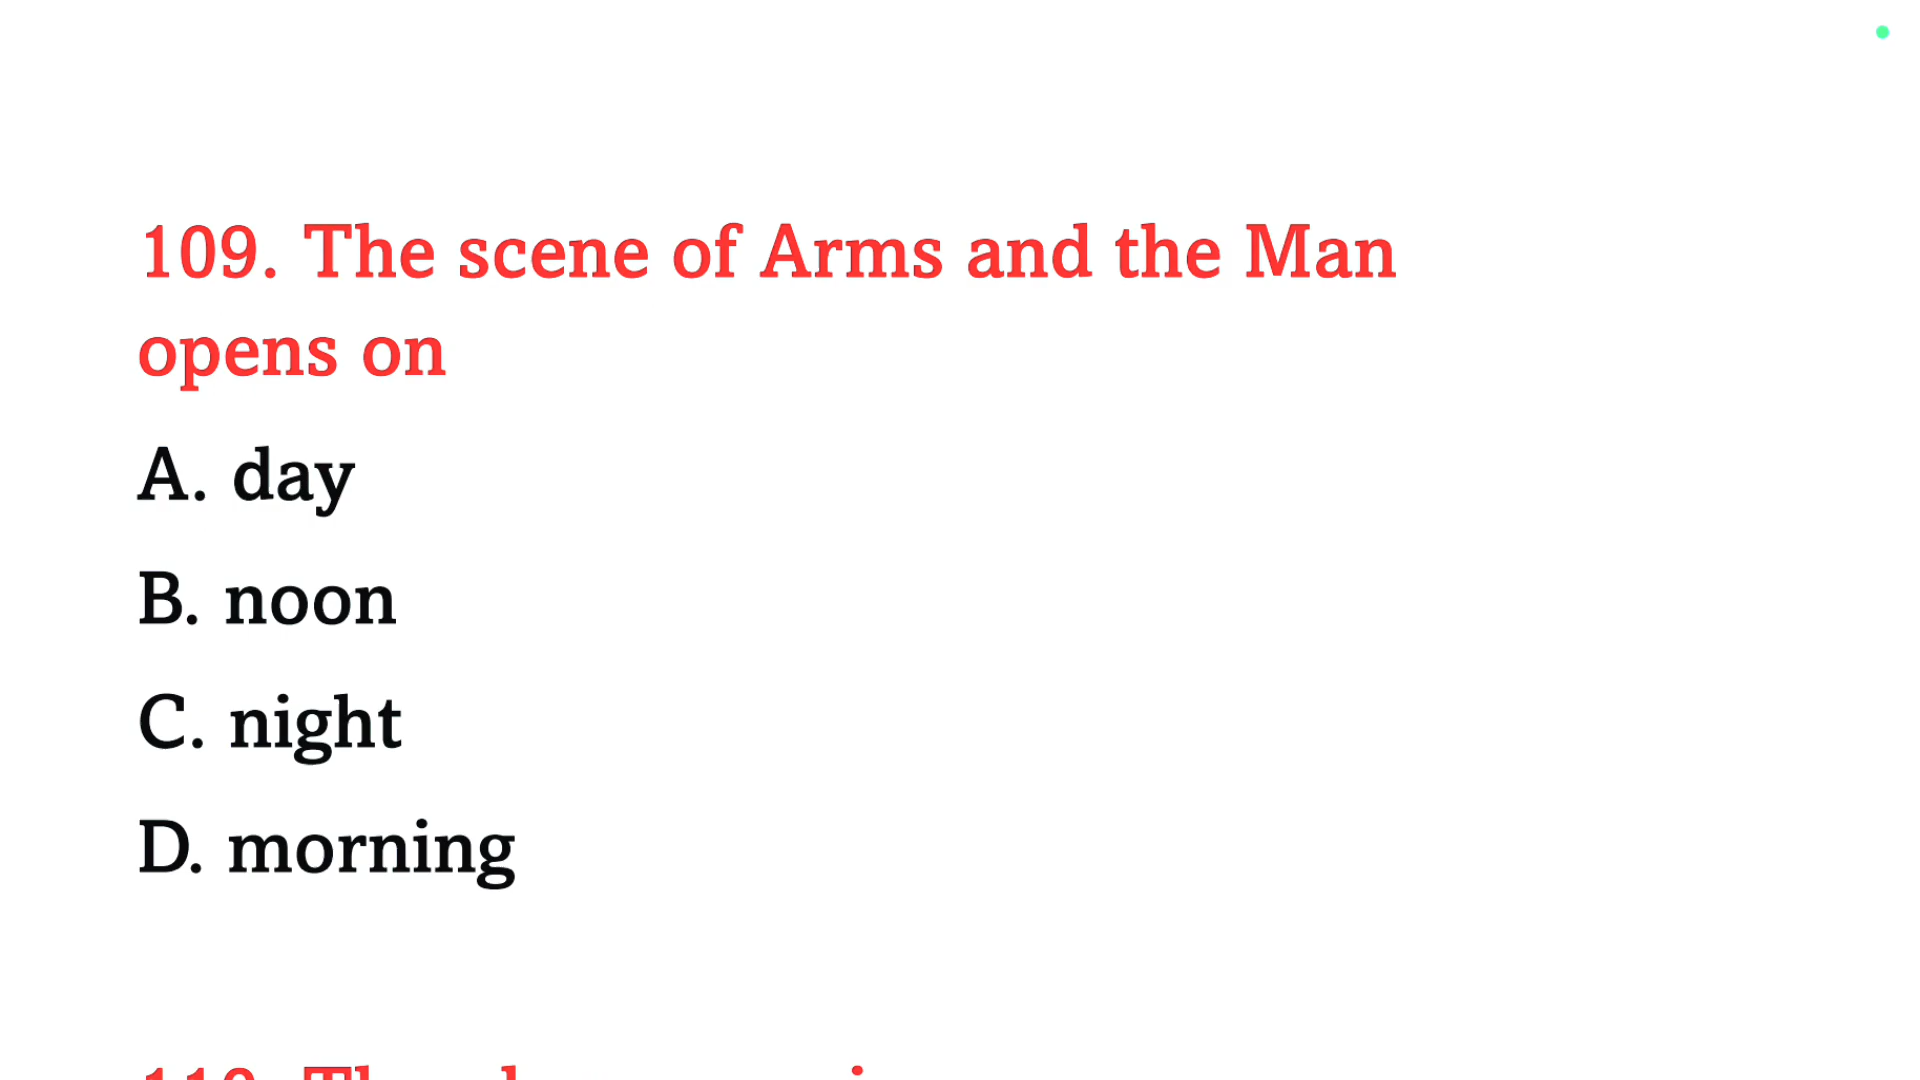 109. The scene of Arms and the Man
opens on
A. day
B. noon
C. night
D. morning